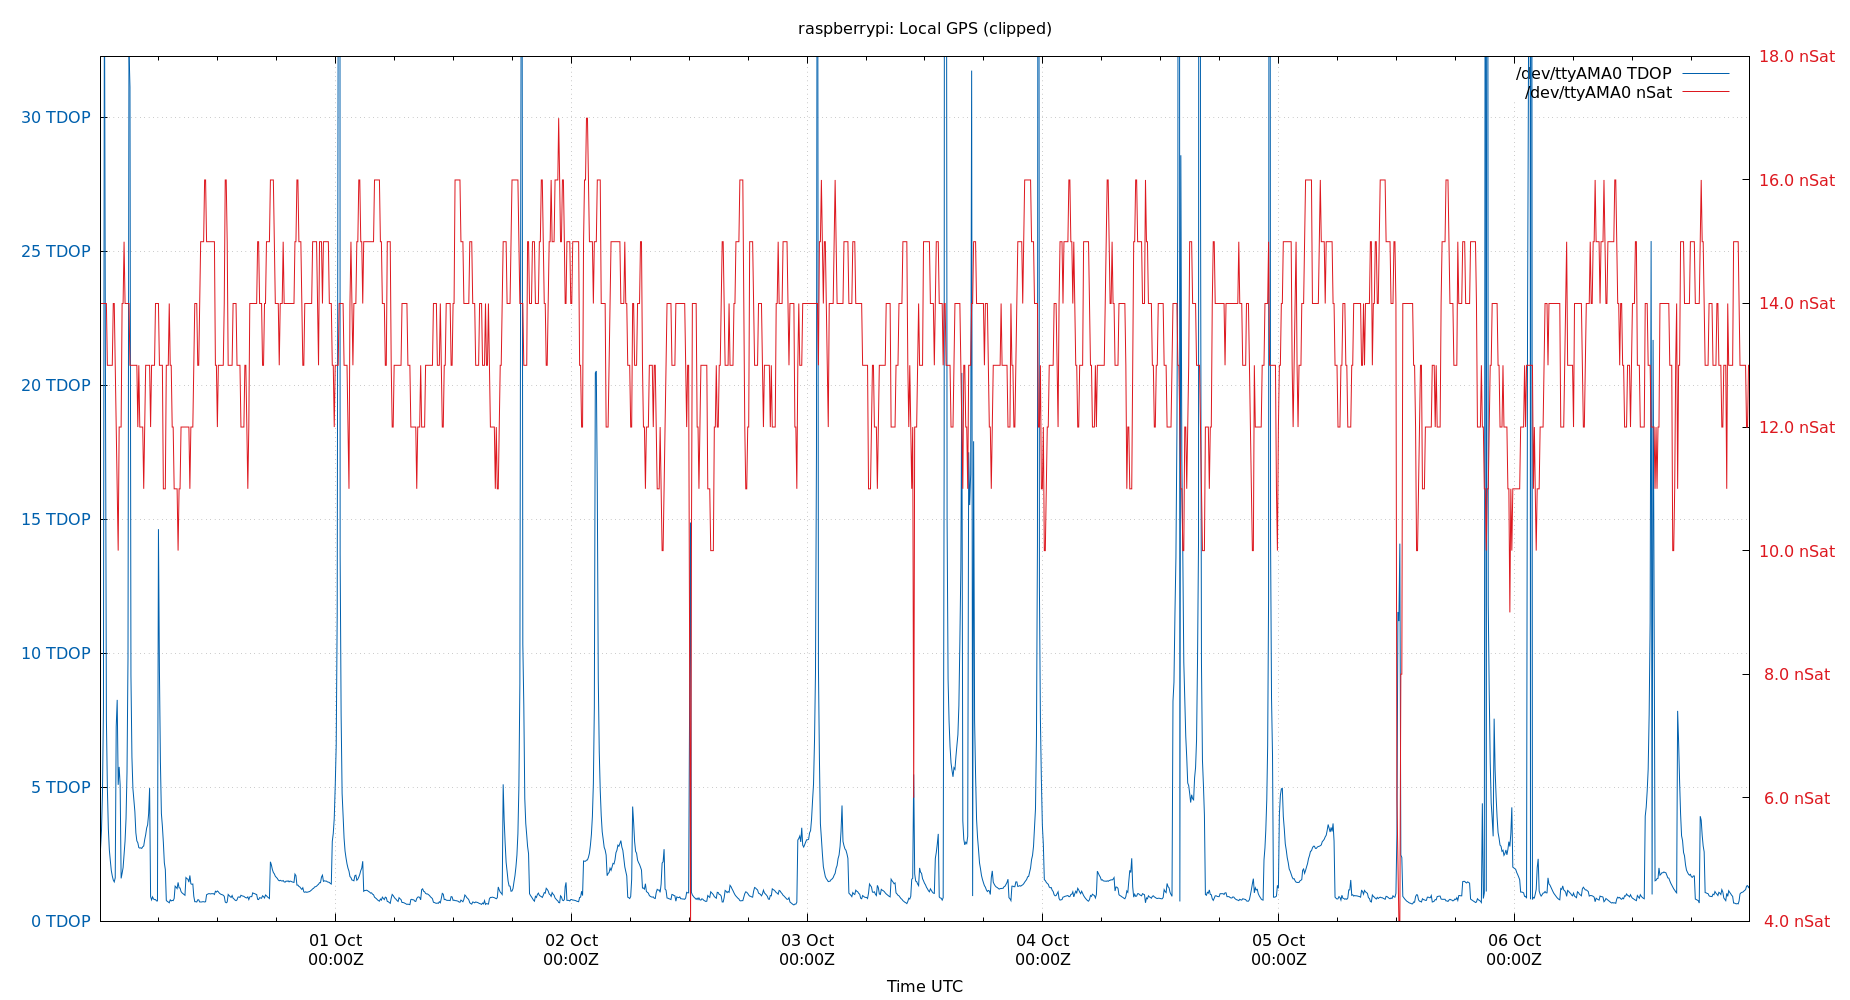 raspberrypi: Local GPS (clipped)
18.0 nSat
/dev/ttyAMA0 TDOP
/dev/ttyAMA0 nSat
30 TDOP
16.0 nSat
25 TDOP
14.0 nSat
20 TDOP
12.0 nSat
15 TDOP
10.0 nSat
10 TDOP
8.0 nSat
5 TDOP
6.0 nSat
0 TDOP
4.0 nSat
01 Oct
00:00Z
02 Oct
00:00Z
03 Oct
00:00Z
04 Oct
00:00Z
05 Oct
00:00Z
06 Oct
00:00Z
Time UTC